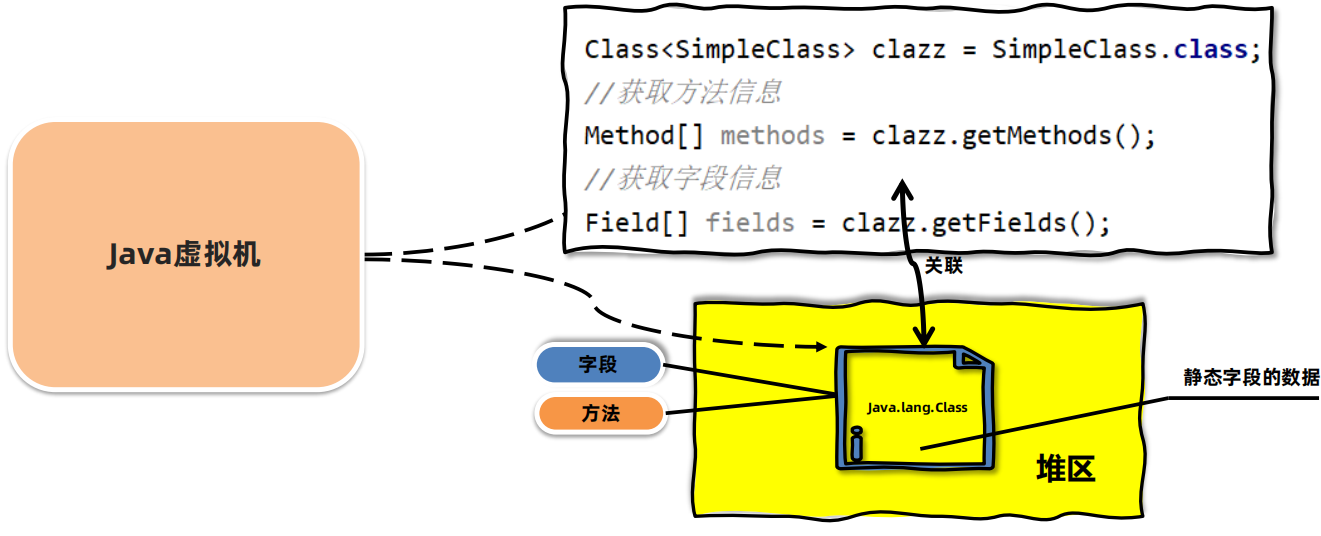 Class<SimpleClass> clazz = SimpleClass.class;
//获取方法信息
Method[] methods = clazz.getMethods();
//获取字段信息
Field[] fields = clazz.getFields();
Java虚拟机
关联
字段
方法
Java.lang.Class
静态字段的数据
堆区